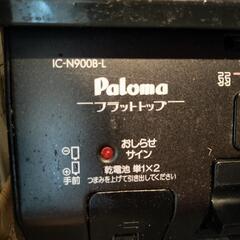 IC-N900B-L
Paloma
フラットトップ
弱
おしらせ
サイン
⊖
⊕
手前
乾電池 単1×2
つまみを上げて引き出してください